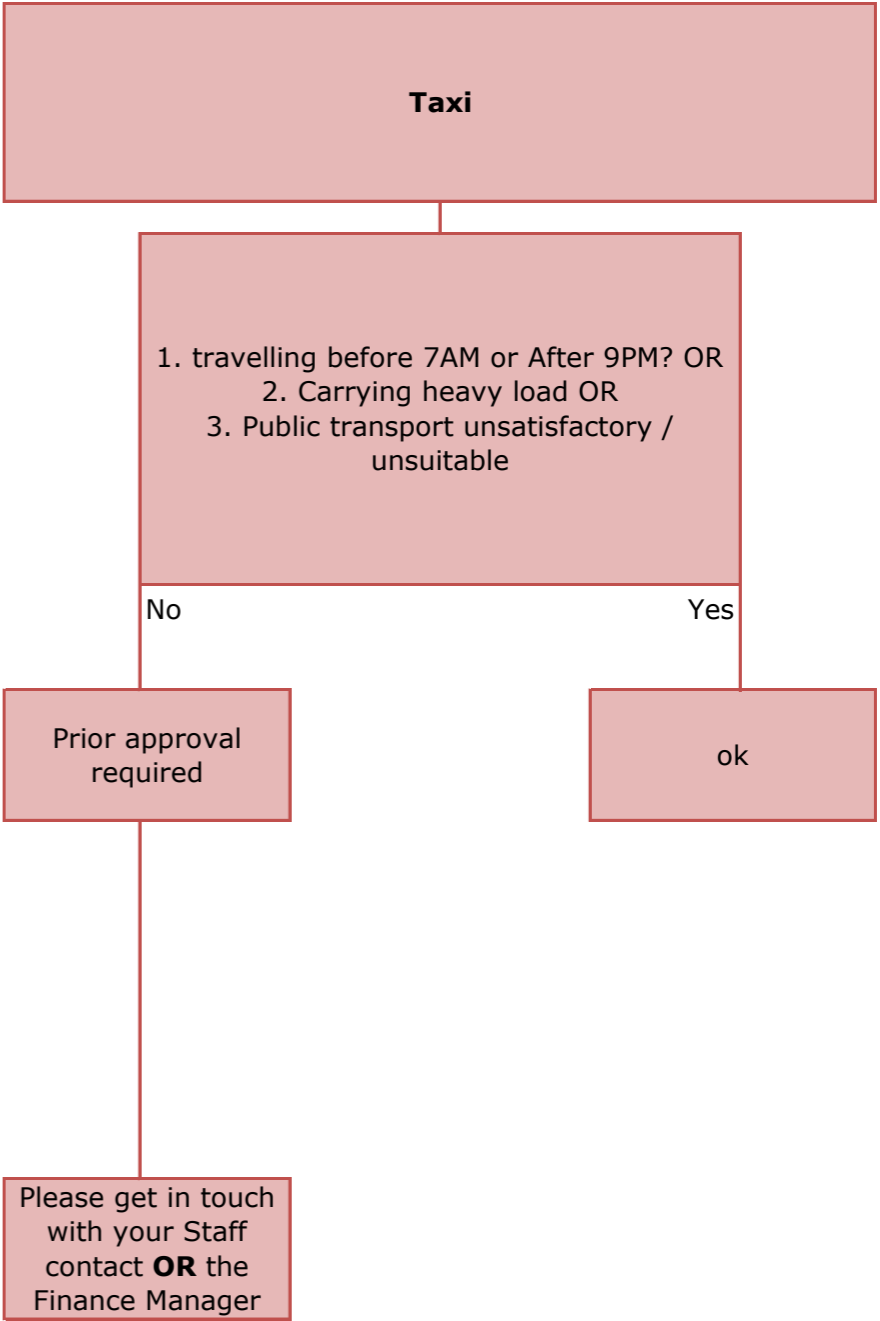 Taxi
1. travelling before 7AM or After 9PM? OR
2. Carrying heavy load OR
3. Public transport unsatisfactory /
unsuitable
No
Yes
Prior approval
required
ok
Please get in touch
with your Staff
contact OR the
Finance Manager